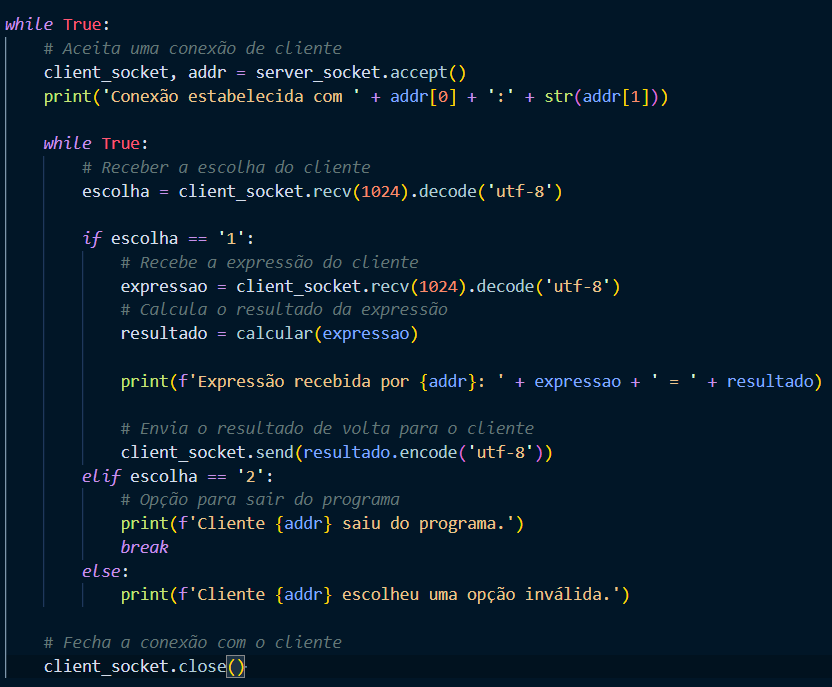 while True:
# Aceita uma conexão de cliente
client_socket, addr = server_socket.accept()
print('Conexão estabelecida com ' + addr[0] + ':' + str(addr[1]))
while True:
# Receber a escolha do cliente
escolha = client_socket.recv(1024).decode('utf-8')
if escolha == '1':
# Recebe a expressão do cliente
expressao = client_socket.recv(1024).decode('utf-8')
# Calcula o resultado da expressão
resultado = calcular(expressao)
print(f'Expressão recebida por {addr}: ' + expressao + ' = ' + resultado)
# Envia o resultado de volta para o cliente
client_socket.send(resultado.encode('utf-8'))
elif escolha == '2':
# Opção para sair do programa
print(f'Cliente {addr} saiu do programa.')
break
else:
print(f'Cliente {addr} escolheu uma opção inválida.')
# Fecha a conexão com o cliente
client_socket.close()